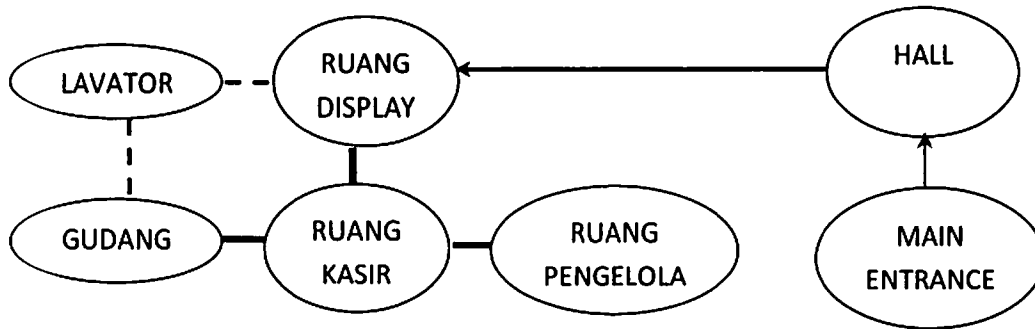 LAVATOR
RUANG
DISPLAY
HALL
GUDANG
RUANG
KASIR
RUANG
PENGELOLA
MAIN
ENTRANCE